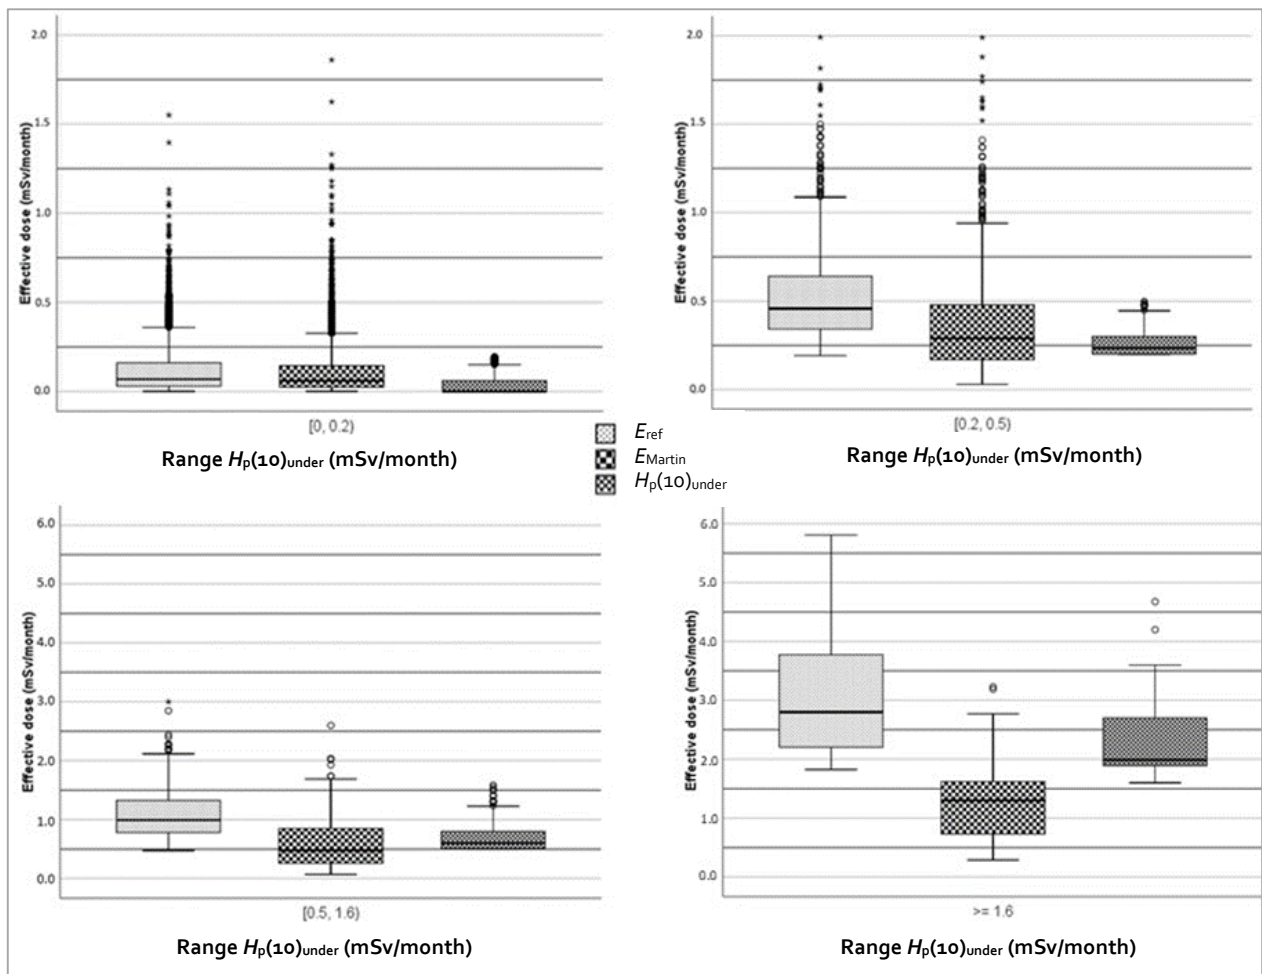 Effective dose (mSv/month)
2.0
1.5
1.0
0.5
0.0
[0, 0.2)
Range Hp(10)under (mSv/month)
Effective dose (mSv/month)
2.0
1.5
1.0
0.5
0.0
[0.2, 0.5)
Range Hp(10)under (mSv/month)
Eref
EMartin
Hp(10)under
Effective dose (mSv/month)
6.0
5.0
4.0
3.0
2.0
1.0
0.0
[0.5, 1.6)
Range Hp(10)under (mSv/month)
Effective dose (mSv/month)
6.0
5.0
4.0
3.0
2.0
1.0
0.0
>= 1.6
Range Hp(10)under (mSv/month)